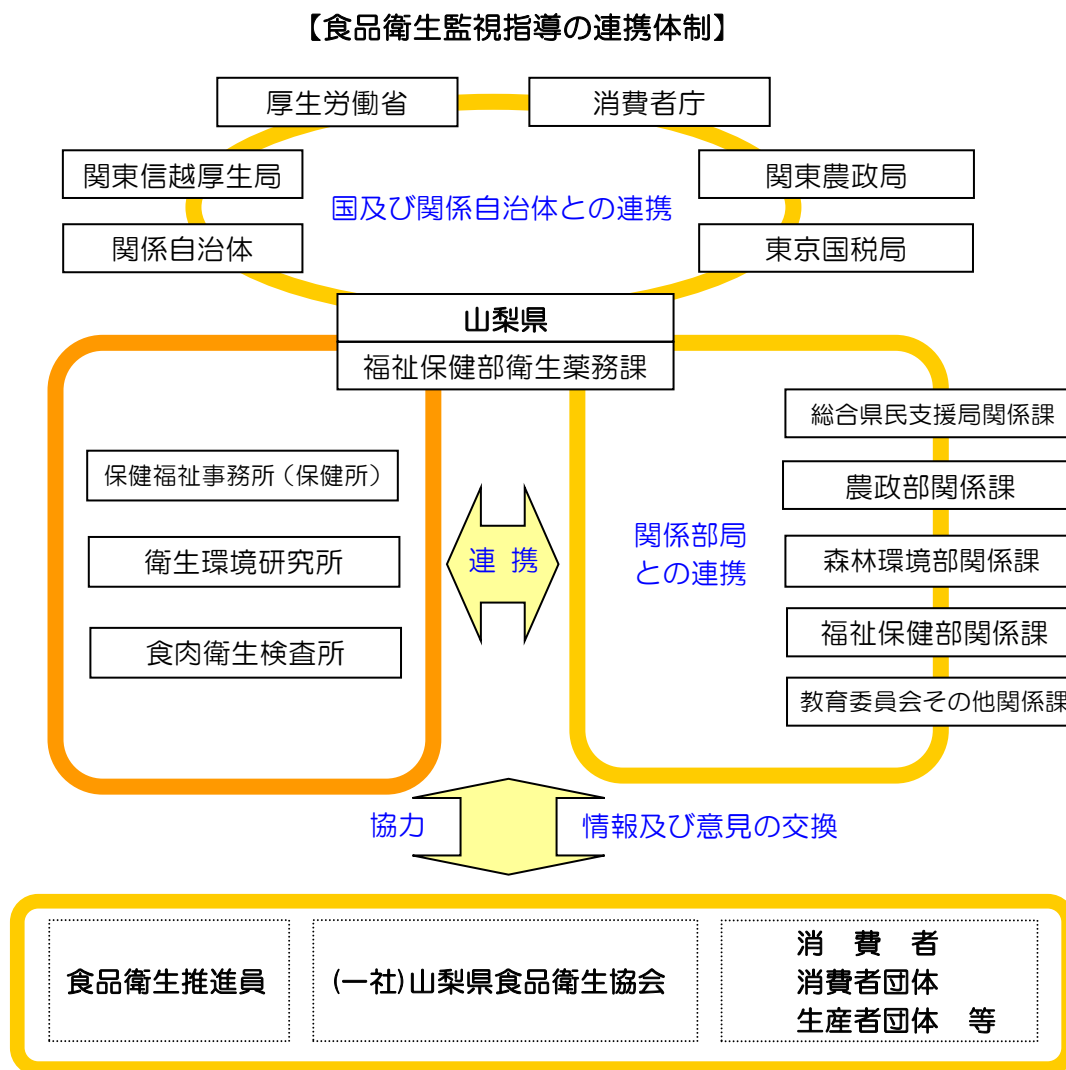 【食品衛生監視指導の連携体制】
厚生労働省
消費者庁
関東信越厚生局
関東農政局
国及び関係自治体との連携
関係自治体
東京国税局
山梨県
福祉保健部衛生薬務課
保健福祉事務所（保健所）
衛生環境研究所
食肉衛生検査所
連 携
関係部局
との連携
総合県民支援局関係課
農政部関係課
森林環境部関係課
福祉保健部関係課
教育委員会その他関係課
協力
情報及び意見の交換
食品衛生推進員
(一社)山梨県食品衛生協会
消 費 者
消費者団体
生産者団体 等